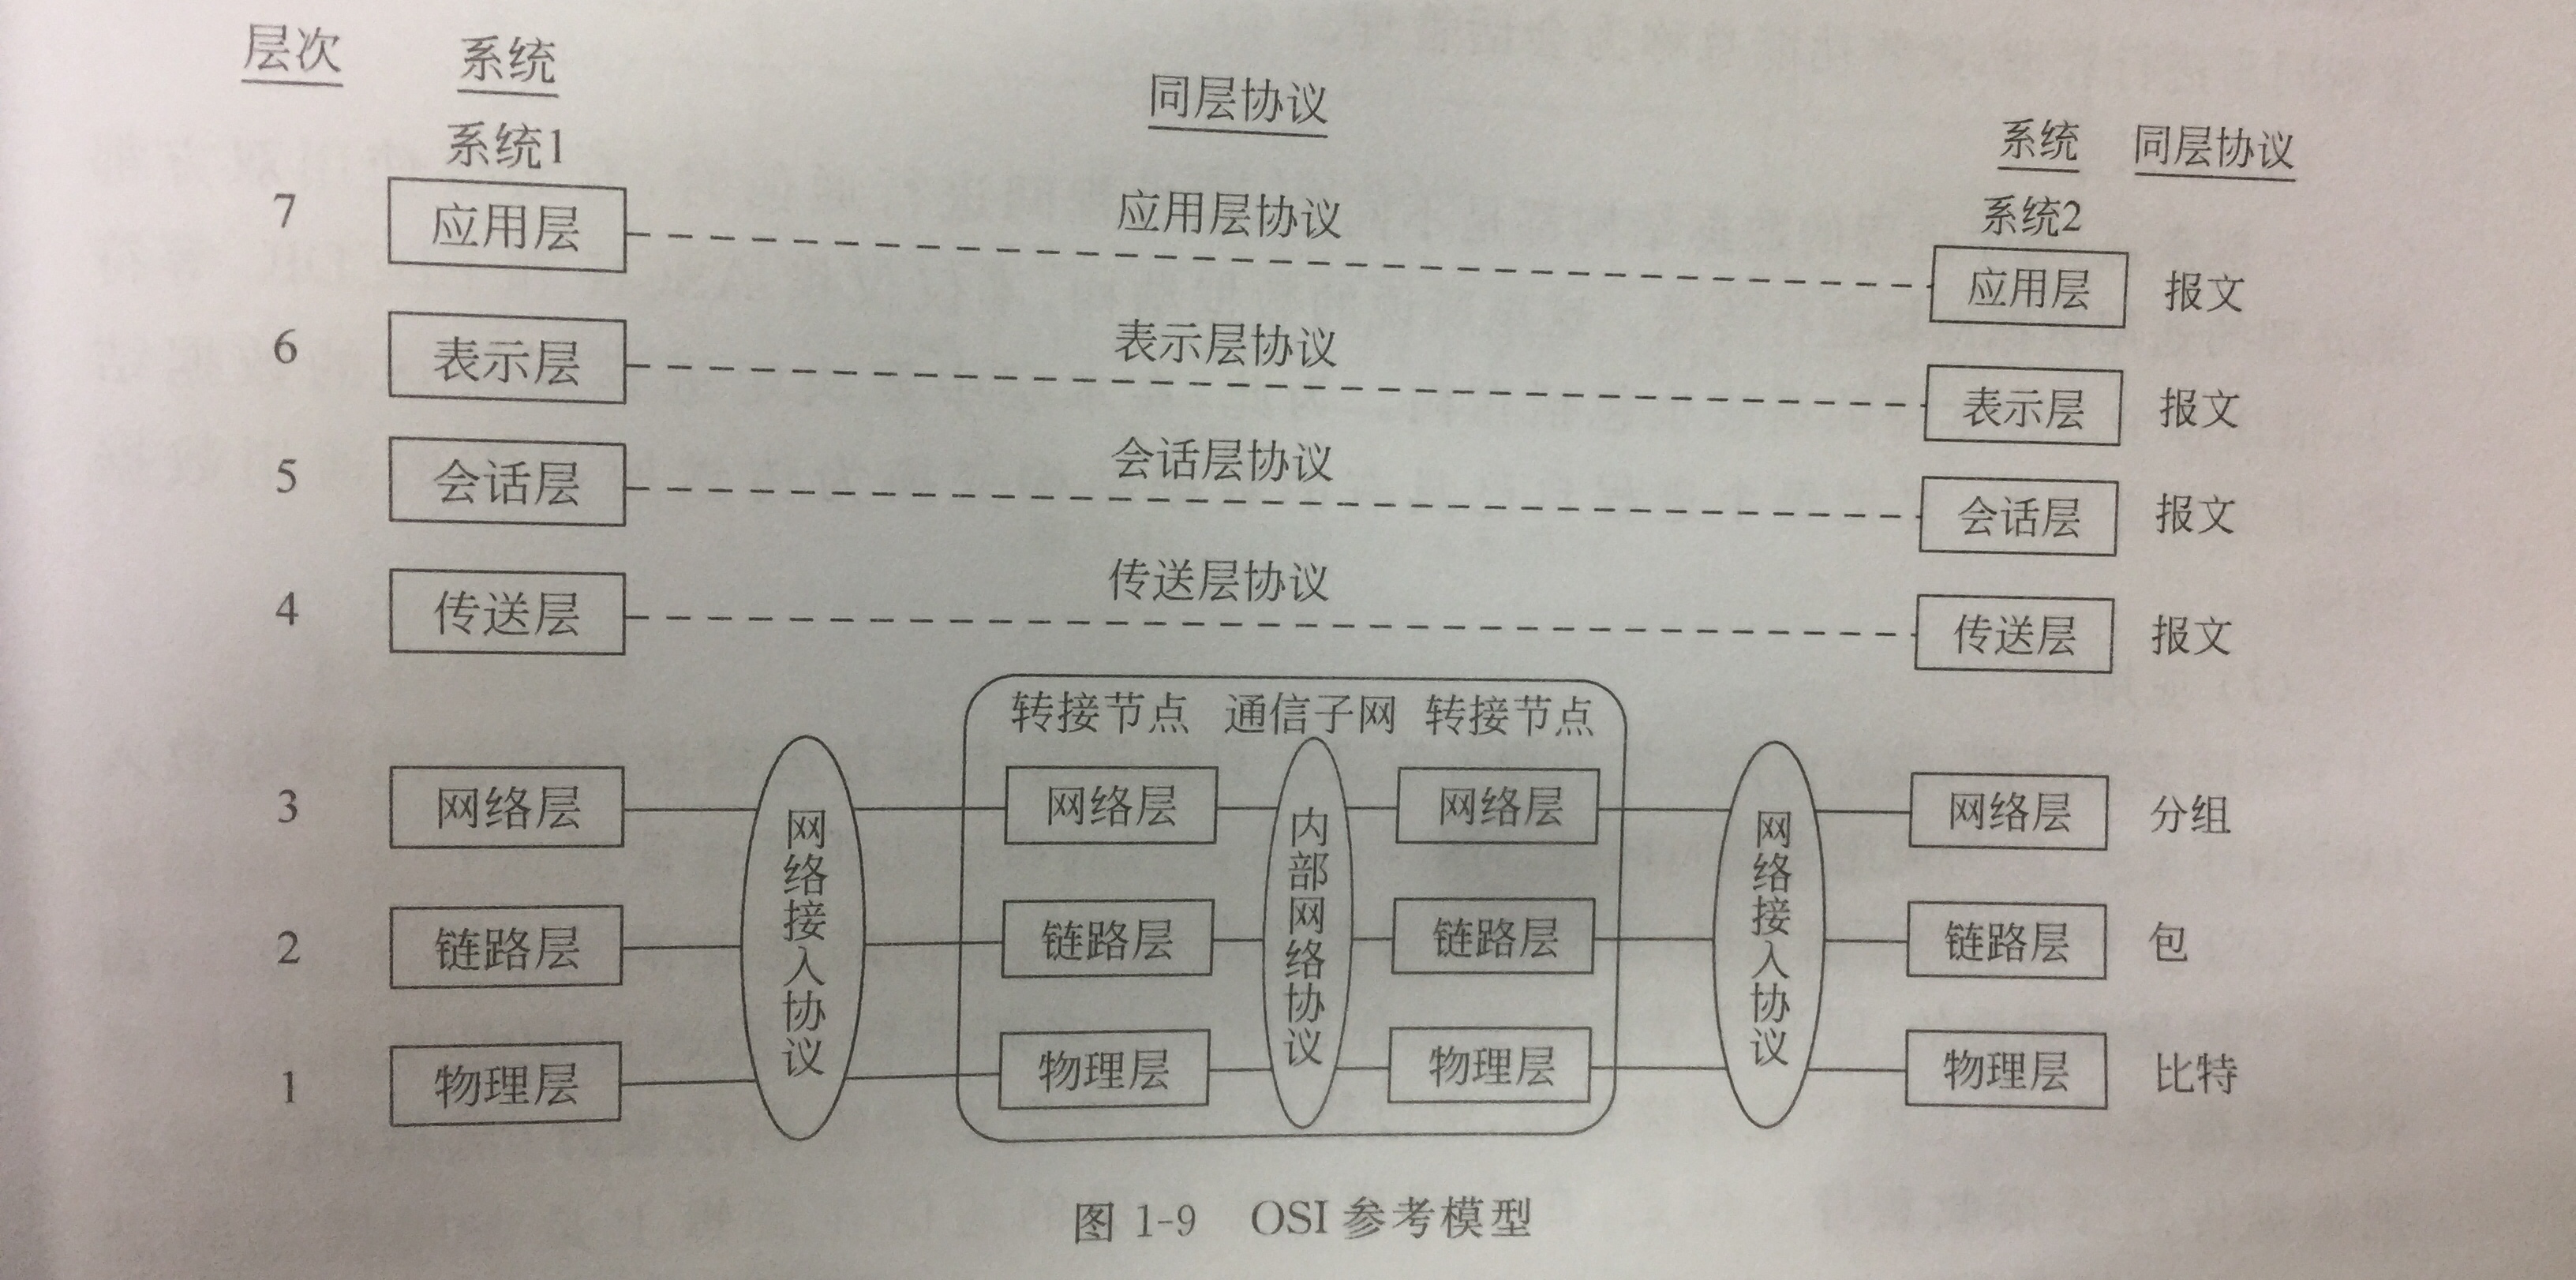 层次 系统 同层协议 系统 同层协议
系统1 系统2
7 应用层 应用层协议 应用层 报文
6 表示层 表示层协议 表示层 报文
5 会话层 会话层协议 会话层 报文
4 传送层 传送层协议 传送层 报文
转接节点 通信子网 转接节点
3 网络层 网络层 网络层 网络层 分组
2 链路层 链路层 链路层 链路层 包
1 物理层 物理层 物理层 物理层 比特
网络接入协议
内部网络协议
网络接入协议
图 1-9 OSI 参考模型